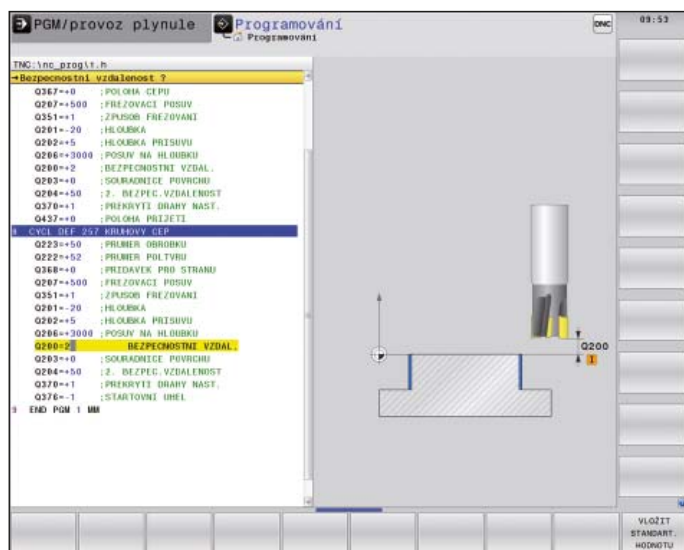 PGM/provoz plynule
Programování
Programování
DNC
09:53
TNC:\nc_prog\1.h
→Bezpecnostni vzdalenost ?
Q367=+0 ;POLOHA CEPU
Q207=+500 ;FREZOVACI POSUV
Q351=+1 ;ZPUSOB FREZOVANI
Q201=-20 ;HLOUBKA
Q202=+5 ;HLOUBKA PRISUVU
Q206=+3000 ;POSUV NA HLOUBKU
Q200=+2 ;BEZPECNOSTNI VZDAL.
Q203=+0 ;SOURADNICE POVRCHU
Q204=+50 ;2. BEZPEC.VZDALENOST
Q370=+1 ;PREKRYTI DRAHY NAST.
Q437=+0 ;POLOHA PRIJETI
8 CYCL DEF 257 KRUHOVY CEP
Q223=+50 ;PRUMER OBROBKU
Q222=+52 ;PRUMER POLTVRU
Q368=+0 ;PRIDAVEK PRO STRANU
Q207=+500 ;FREZOVACI POSUV
Q351=+1 ;ZPUSOB FREZOVANI
Q201=-20 ;HLOUBKA
Q202=+5 ;HLOUBKA PRISUVU
Q206=+3000 ;POSUV NA HLOUBKU
Q200=2 BEZPECNOSTNI VZDAL.
Q203=+0 ;SOURADNICE POVRCHU
Q204=+50 ;2. BEZPEC.VZDALENOST
Q370=+1 ;PREKRYTI DRAHY NAST.
Q376=-1 ;STARTOVNI UHEL
9 END PGM 1 MM
Q200
I
VLOŽIT
STANDART.
HODNOTU